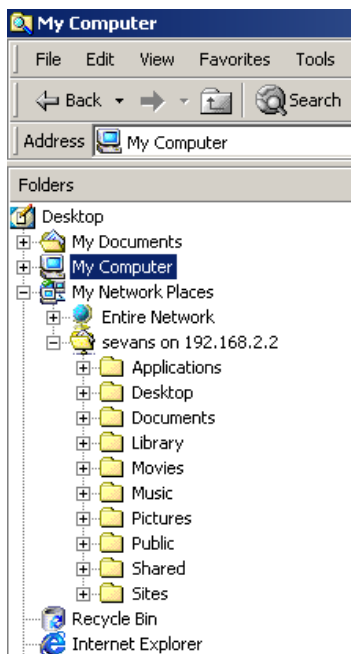 My Computer
File Edit View Favorites Tools
Back Search
Address My Computer
Folders
Desktop
My Documents
My Computer
My Network Places
Entire Network
sevans on 192.168.2.2
Applications
Desktop
Documents
Library
Movies
Music
Pictures
Public
Shared
Sites
Recycle Bin
Internet Explorer